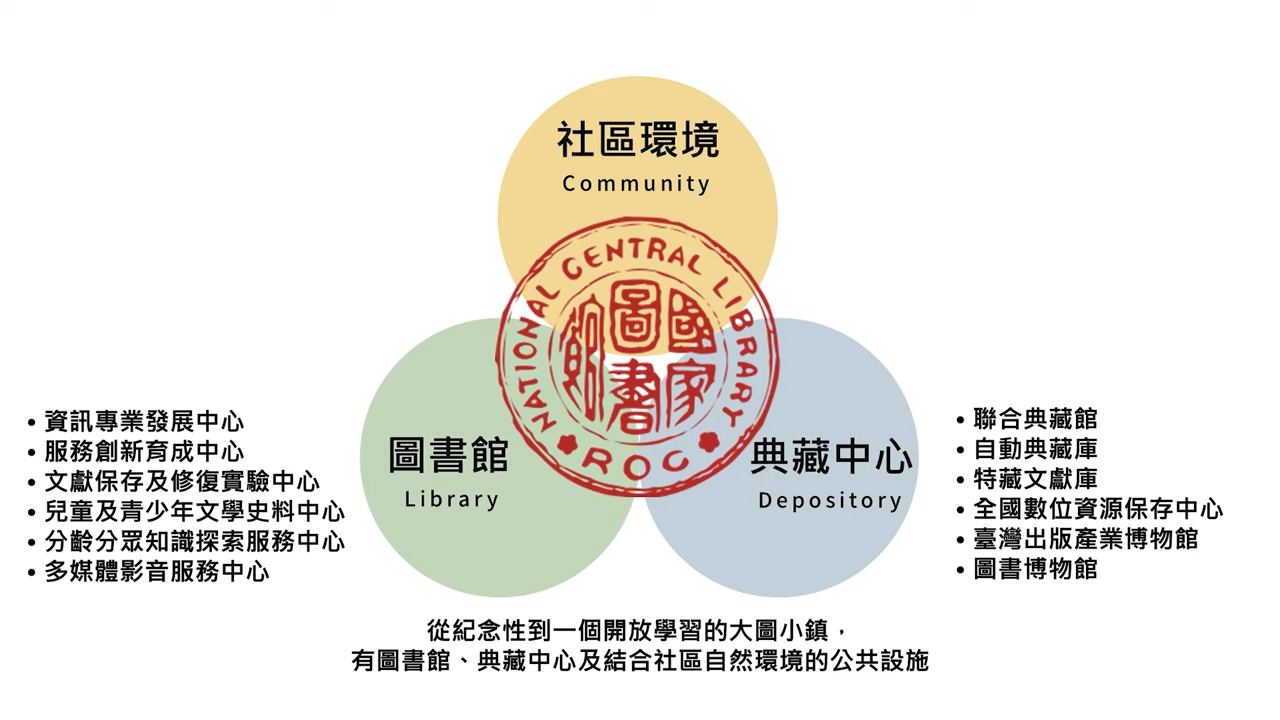 社區環境
Community
NATIONAL CENTRAL LIBRARY
國家圖書館
ROC
圖書館
Library
典藏中心
Depository
• 資訊專業發展中心
• 服務創新育成中心
• 文獻保存及修復實驗中心
• 兒童及青少年文學史料中心
• 分齡分眾知識探索服務中心
• 多媒體影音服務中心
• 聯合典藏館
• 自動典藏庫
• 特藏文獻庫
• 全國數位資源保存中心
• 臺灣出版產業博物館
• 圖書博物館
從紀念性到一個開放學習的大圖小鎮，
有圖書館、典藏中心及結合社區自然環境的公共設施